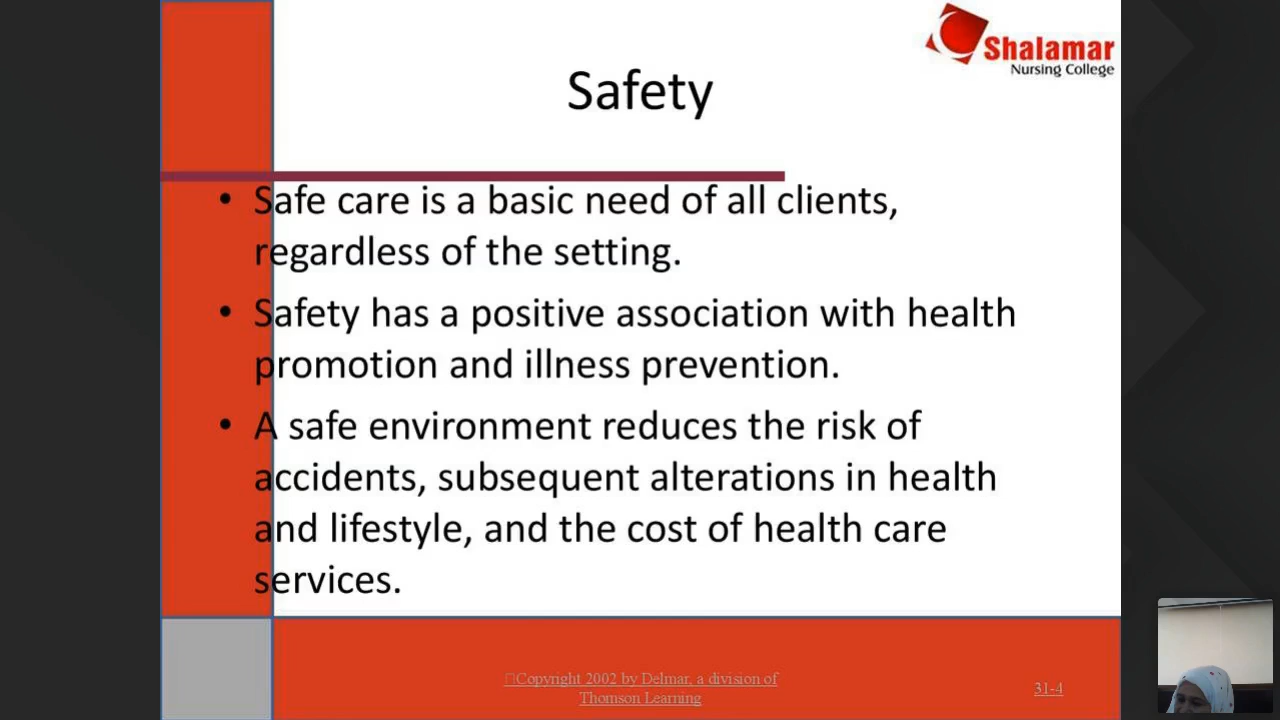 Shalamar
Nursing College
Safety
• Safe care is a basic need of all clients,
regardless of the setting.
• Safety has a positive association with health
promotion and illness prevention.
• A safe environment reduces the risk of
accidents, subsequent alterations in health
and lifestyle, and the cost of health care
services.
Copyright 2002 by Delmar, a division of
Thomson Learning
31-4